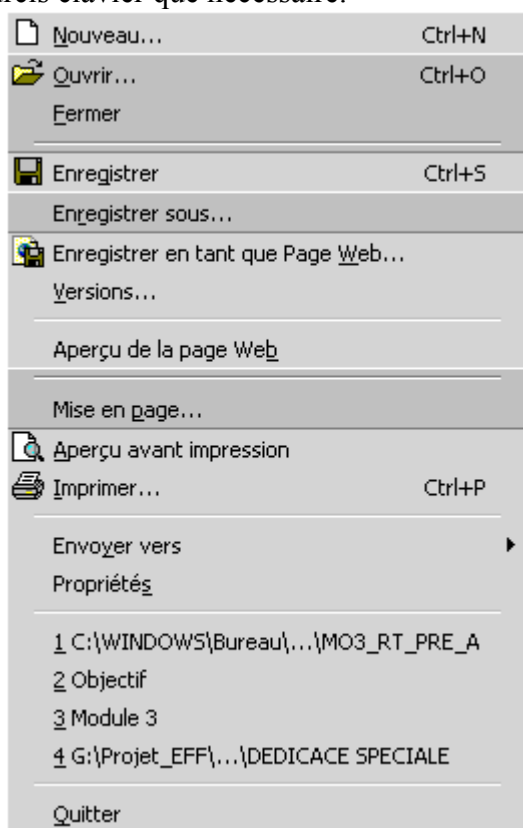 que nécessaire.
Nouveau... Ctrl+N
Ouvrir... Ctrl+O
Fermer
Enregistrer Ctrl+S
Enregistrer sous...
Enregistrer en tant que Page Web...
Versions...
Aperçu de la page Web
Mise en page...
Aperçu avant impression
Imprimer... Ctrl+P
Envoyer vers
Propriétés
1 C:\WINDOWS\Bureau\...\MO3_RT_PRE_A
2 Objectif
3 Module 3
4 G:\Projet_EFF\...\DEDICACE SPECIALE
Quitter